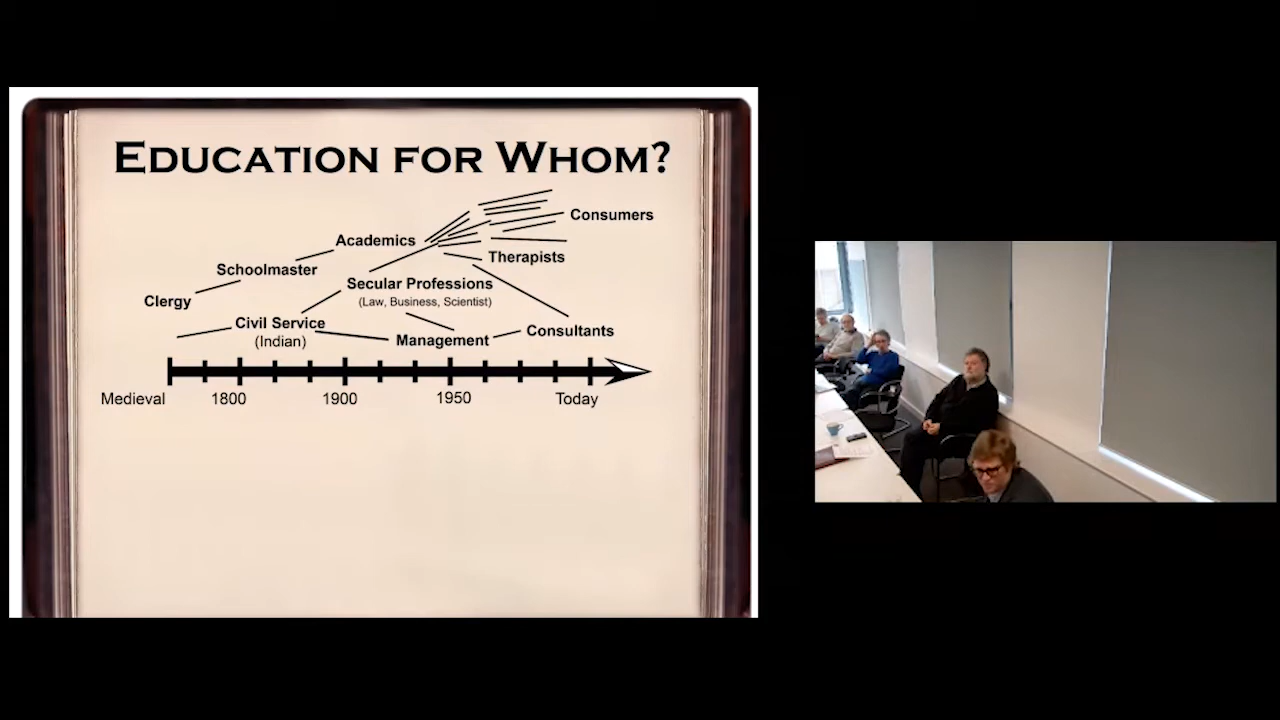 EDUCATION FOR WHOM?
Consumers
Academics
Therapists
Schoolmaster
Secular Professions
(Law, Business, Scientist)
Clergy
Civil Service
(Indian)
Management
Consultants
Medieval 1800 1900 1950 Today